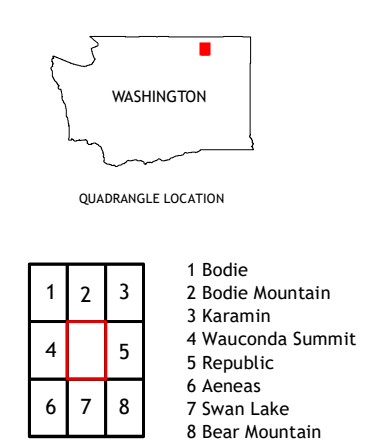 WASHINGTON
QUADRANGLE LOCATION
1 2 3
4 5
6 7 8
1 Bodie
2 Bodie Mountain
3 Karamin
4 Wauconda Summit
5 Republic
6 Aeneas
7 Swan Lake
8 Bear Mountain